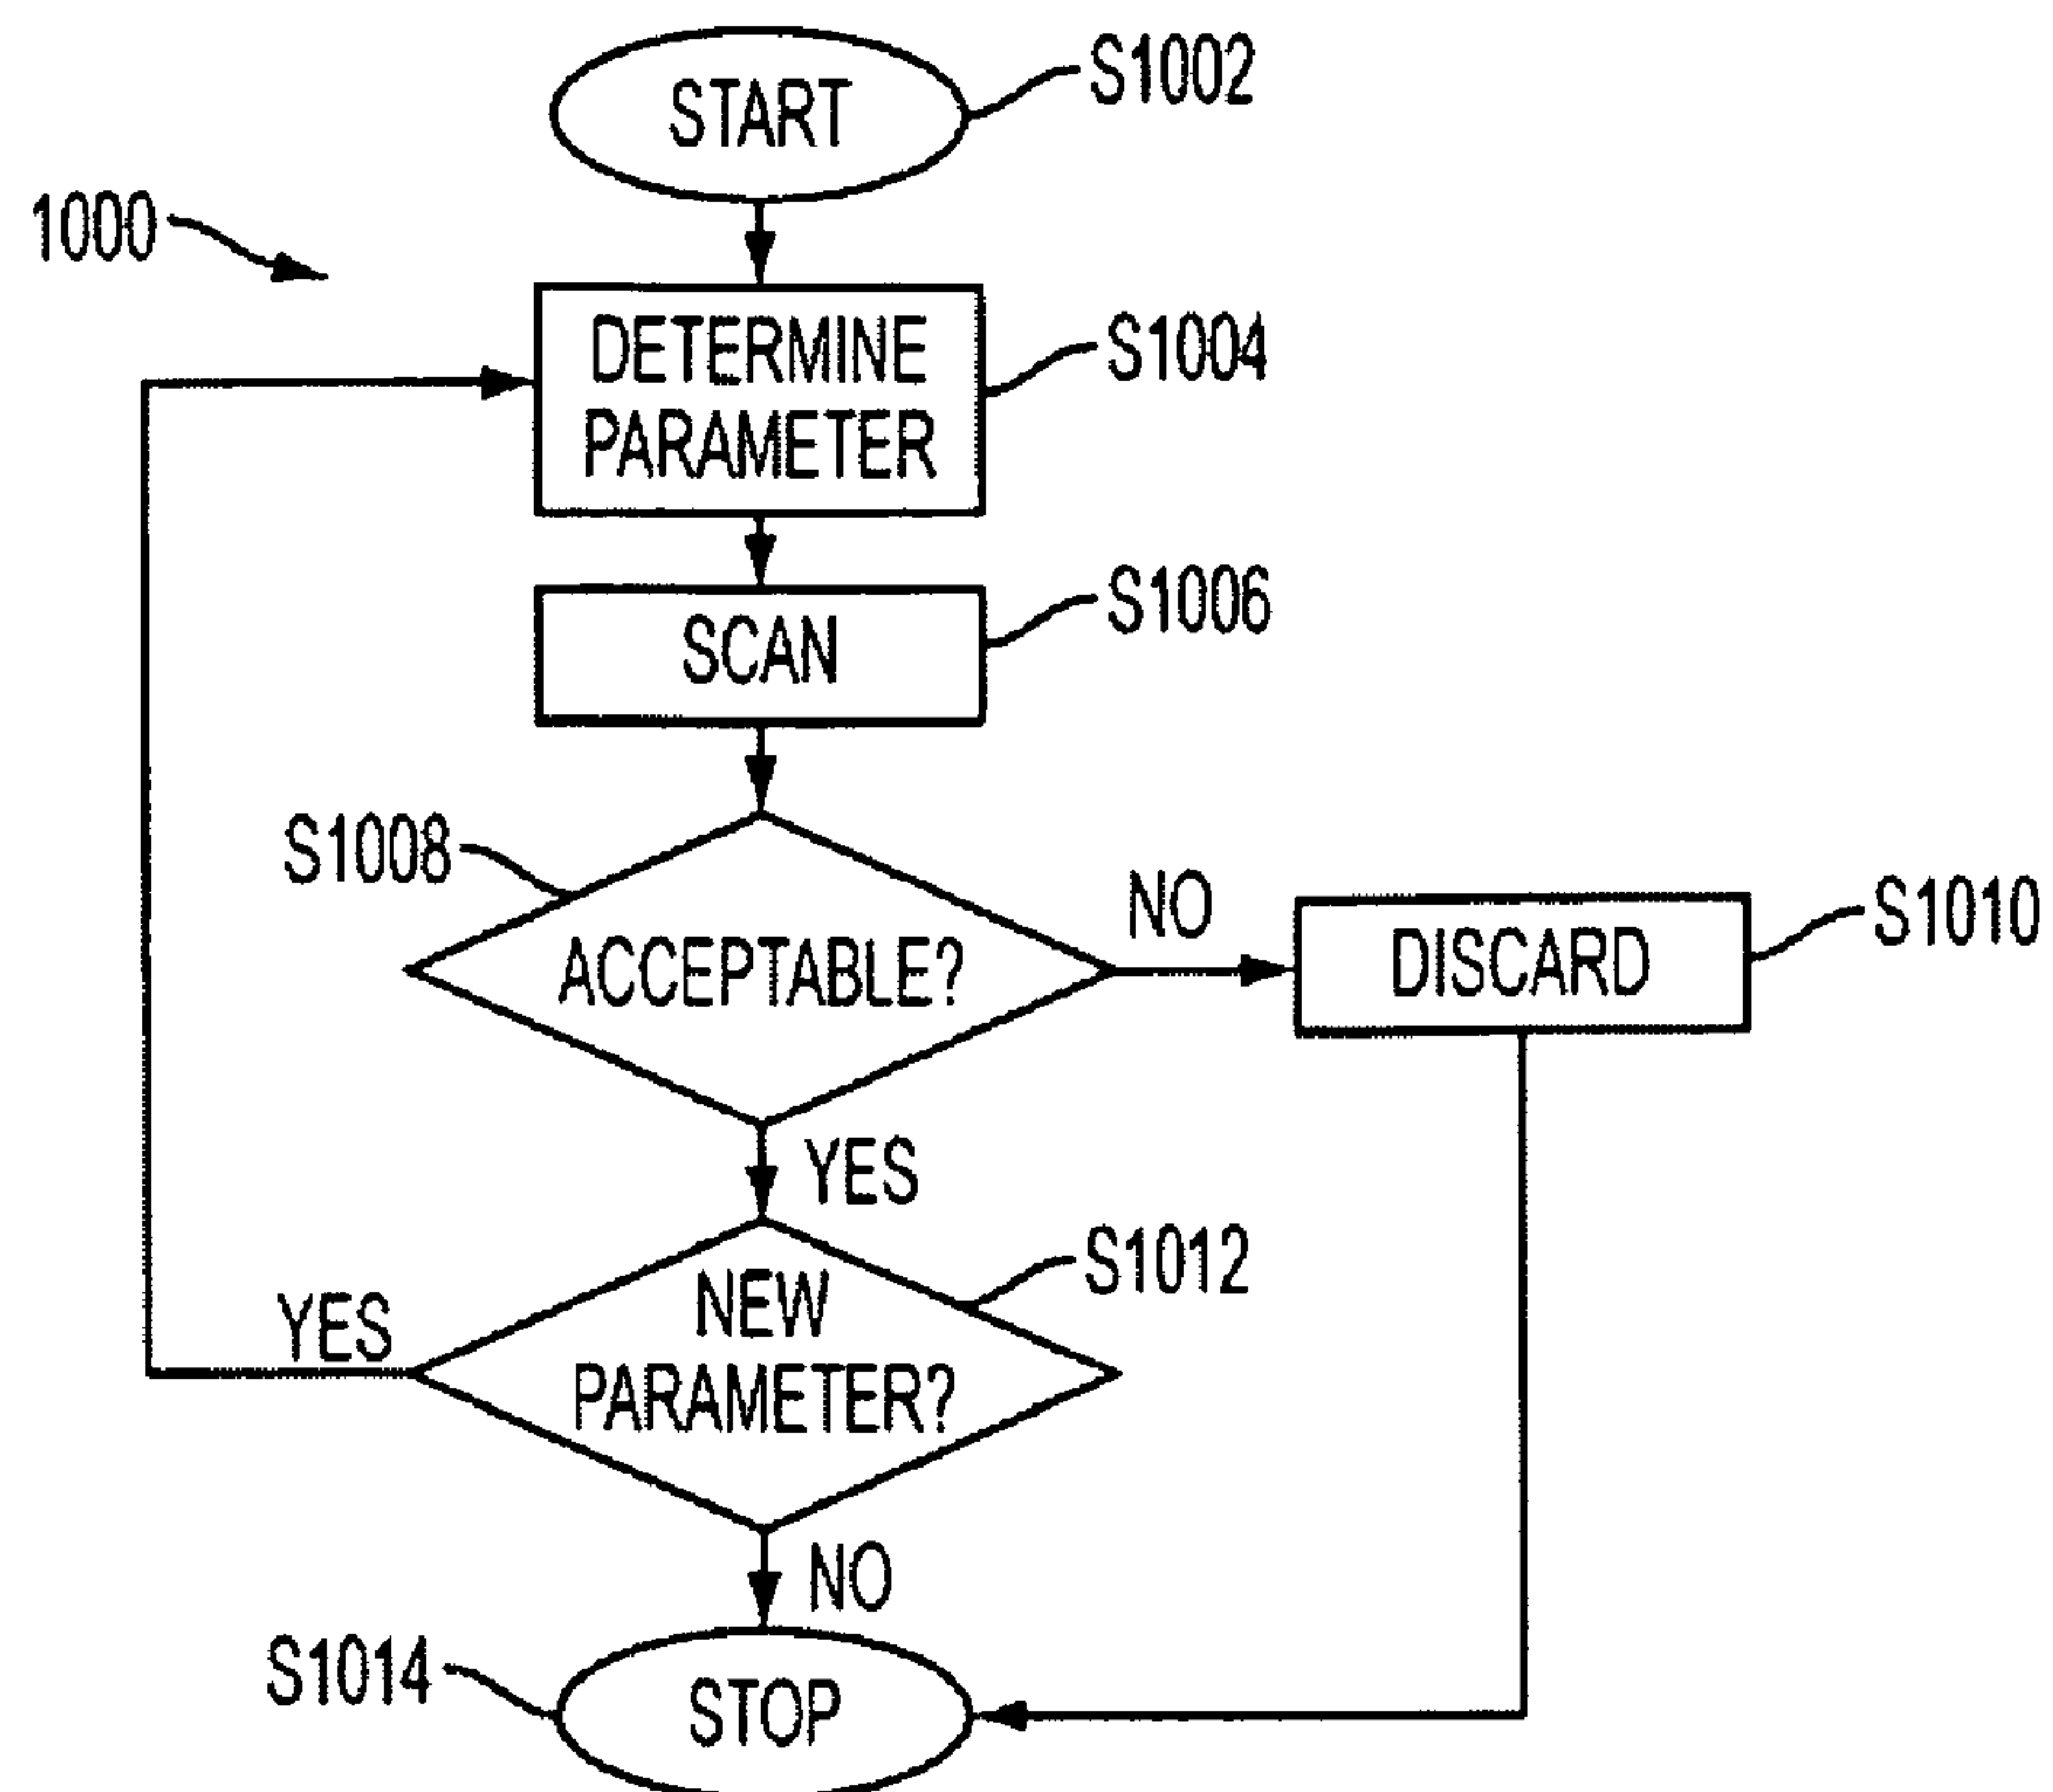 START
S1002
1000
DETERMINE
PARAMETER
S1004
SCAN
S1006
S1008
ACCEPTABLE?
NO
DISCARD
S1010
YES
NEW
PARAMETER?
S1012
YES
NO
STOP
S1014